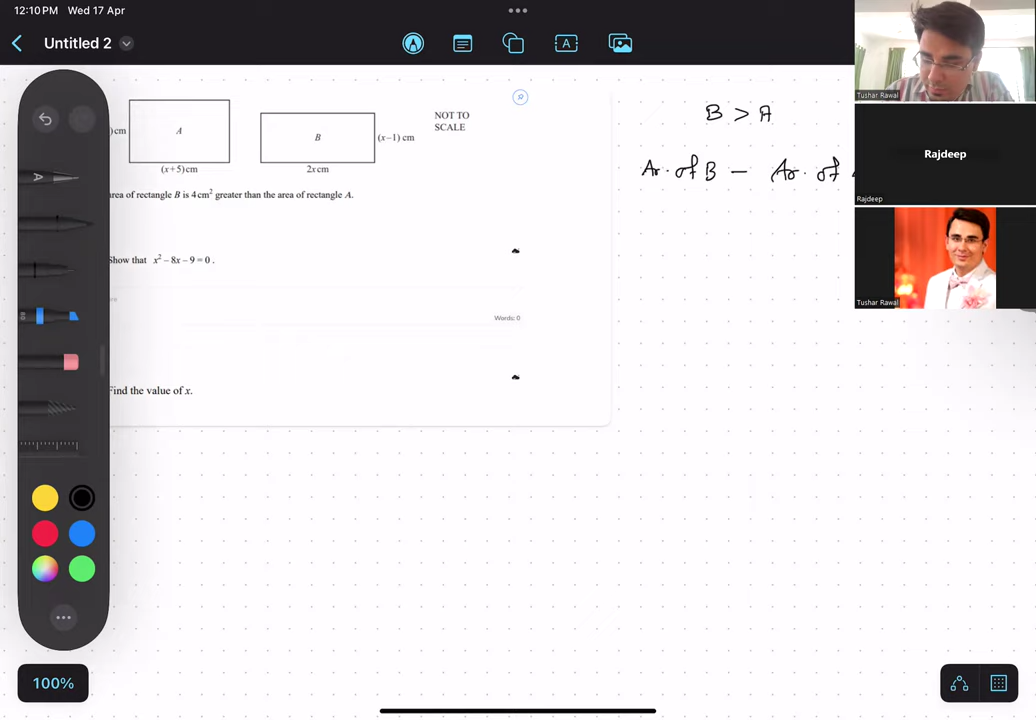 12:10 PM Wed 17 Apr
Untitled 2
A
Tushar Rawal
) cm
A
B
(x−1) cm
NOT TO
SCALE
(x+5) cm
2x cm
B > A
Ar. of B − Ar. of
Rajdeep
Rajdeep
area of rectangle B is 4 cm² greater than the area of rectangle A.
Show that x² − 8x − 9 = 0 .
Words: 0
Find the value of x.
Tushar Rawal
A
80
100%